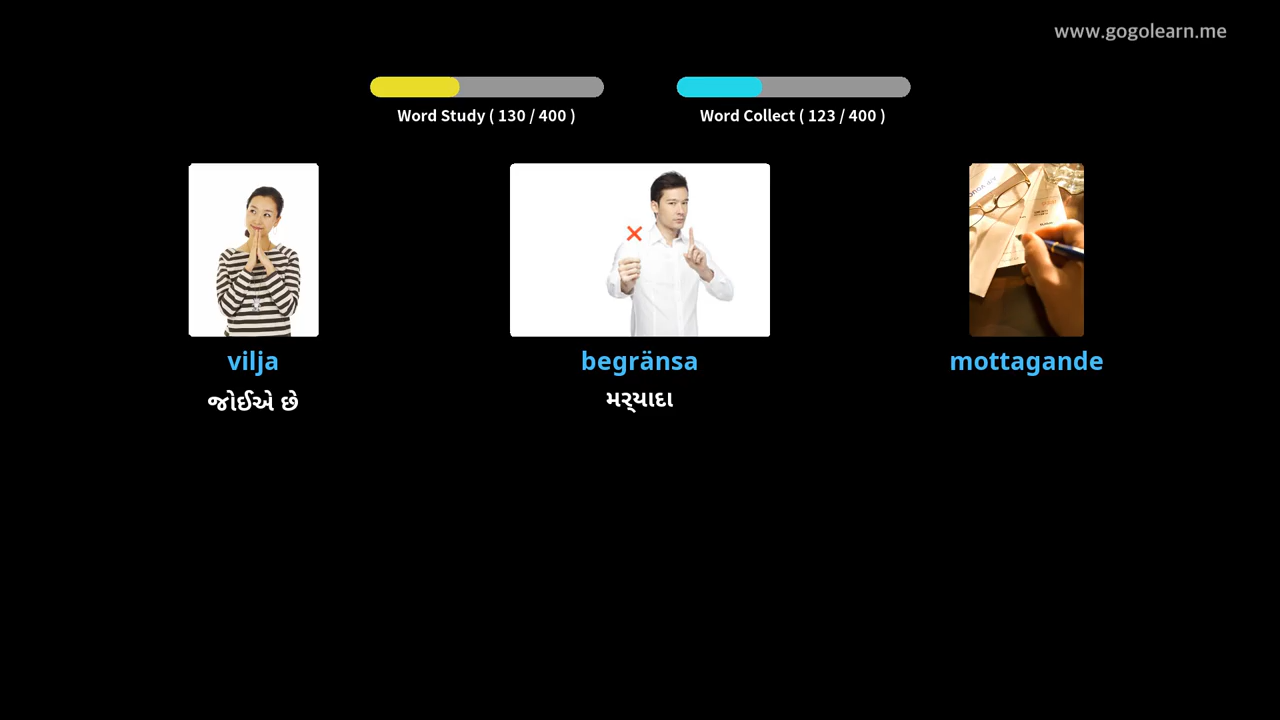 www.gogolearn.me
Word Study ( 130 / 400 )
Word Collect ( 123 / 400 )
vilja
begränsa
mottagande
જોઈએ છે
મર્યાદા